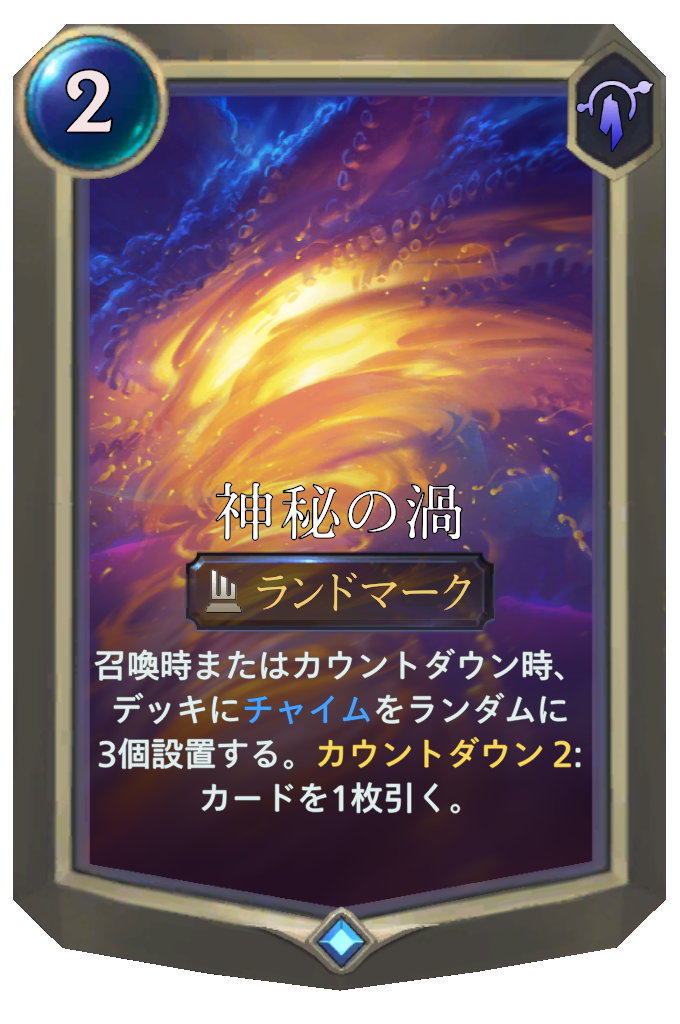 2
神秘の渦
ランドマーク
召喚時またはカウントダウン時、
デッキにチャイムをランダムに
3個設置する。カウントダウン 2:
カードを1枚引く。